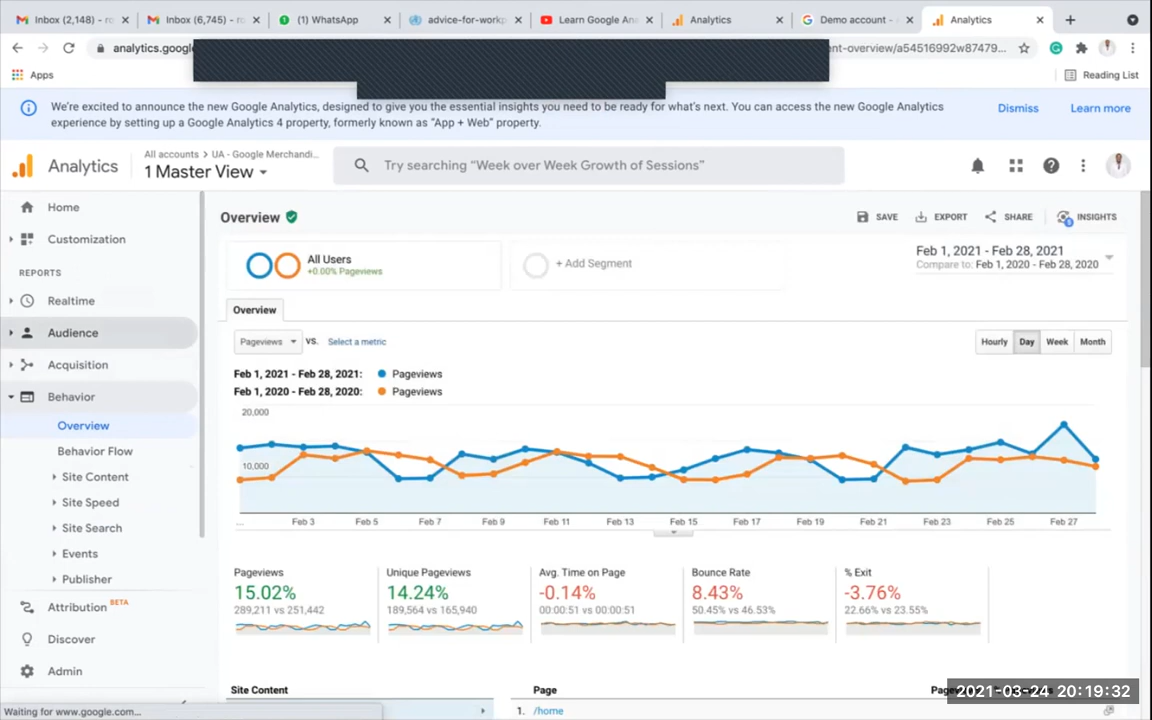 Inbox (2,148) - ro
Inbox (6,745) - ro
(1) WhatsApp
advice-for-workp
Learn Google Ana
Analytics
Demo account -
Analytics
analytics.google
nt-overview/a54516992w87479...
Apps
Reading List
We're excited to announce the new Google Analytics, designed to give you the essential insights you need to be ready for what's next. You can access the new Google Analytics
experience by setting up a Google Analytics 4 property, formerly known as "App + Web" property.
Dismiss
Learn more
Analytics
All accounts > UA - Google Merchandi...
1 Master View
Try searching "Week over Week Growth of Sessions"
Home
Customization
REPORTS
Realtime
Audience
Acquisition
Behavior
Overview
Behavior Flow
Site Content
Site Speed
Site Search
Events
Publisher
Attribution BETA
Discover
Admin
Overview
SAVE
EXPORT
SHARE
INSIGHTS
All Users
+0.00% Pageviews
+ Add Segment
Feb 1, 2021 - Feb 28, 2021
Compare to: Feb 1, 2020 - Feb 28, 2020
Overview
Pageviews VS. Select a metric
Hourly Day Week Month
Feb 1, 2021 - Feb 28, 2021: Pageviews
Feb 1, 2020 - Feb 28, 2020: Pageviews
20,000
10,000
... Feb 3 Feb 5 Feb 7 Feb 9 Feb 11 Feb 13 Feb 15 Feb 17 Feb 19 Feb 21 Feb 23 Feb 25 Feb 27
Pageviews
15.02%
289,211 vs 251,442
Unique Pageviews
14.24%
189,564 vs 165,940
Avg. Time on Page
-0.14%
00:00:51 vs 00:00:51
Bounce Rate
8.43%
50.45% vs 46.53%
% Exit
-3.76%
22.66% vs 23.55%
Site Content
Page
1. /home
2021-03-24 20:19:32
Waiting for www.google.com...